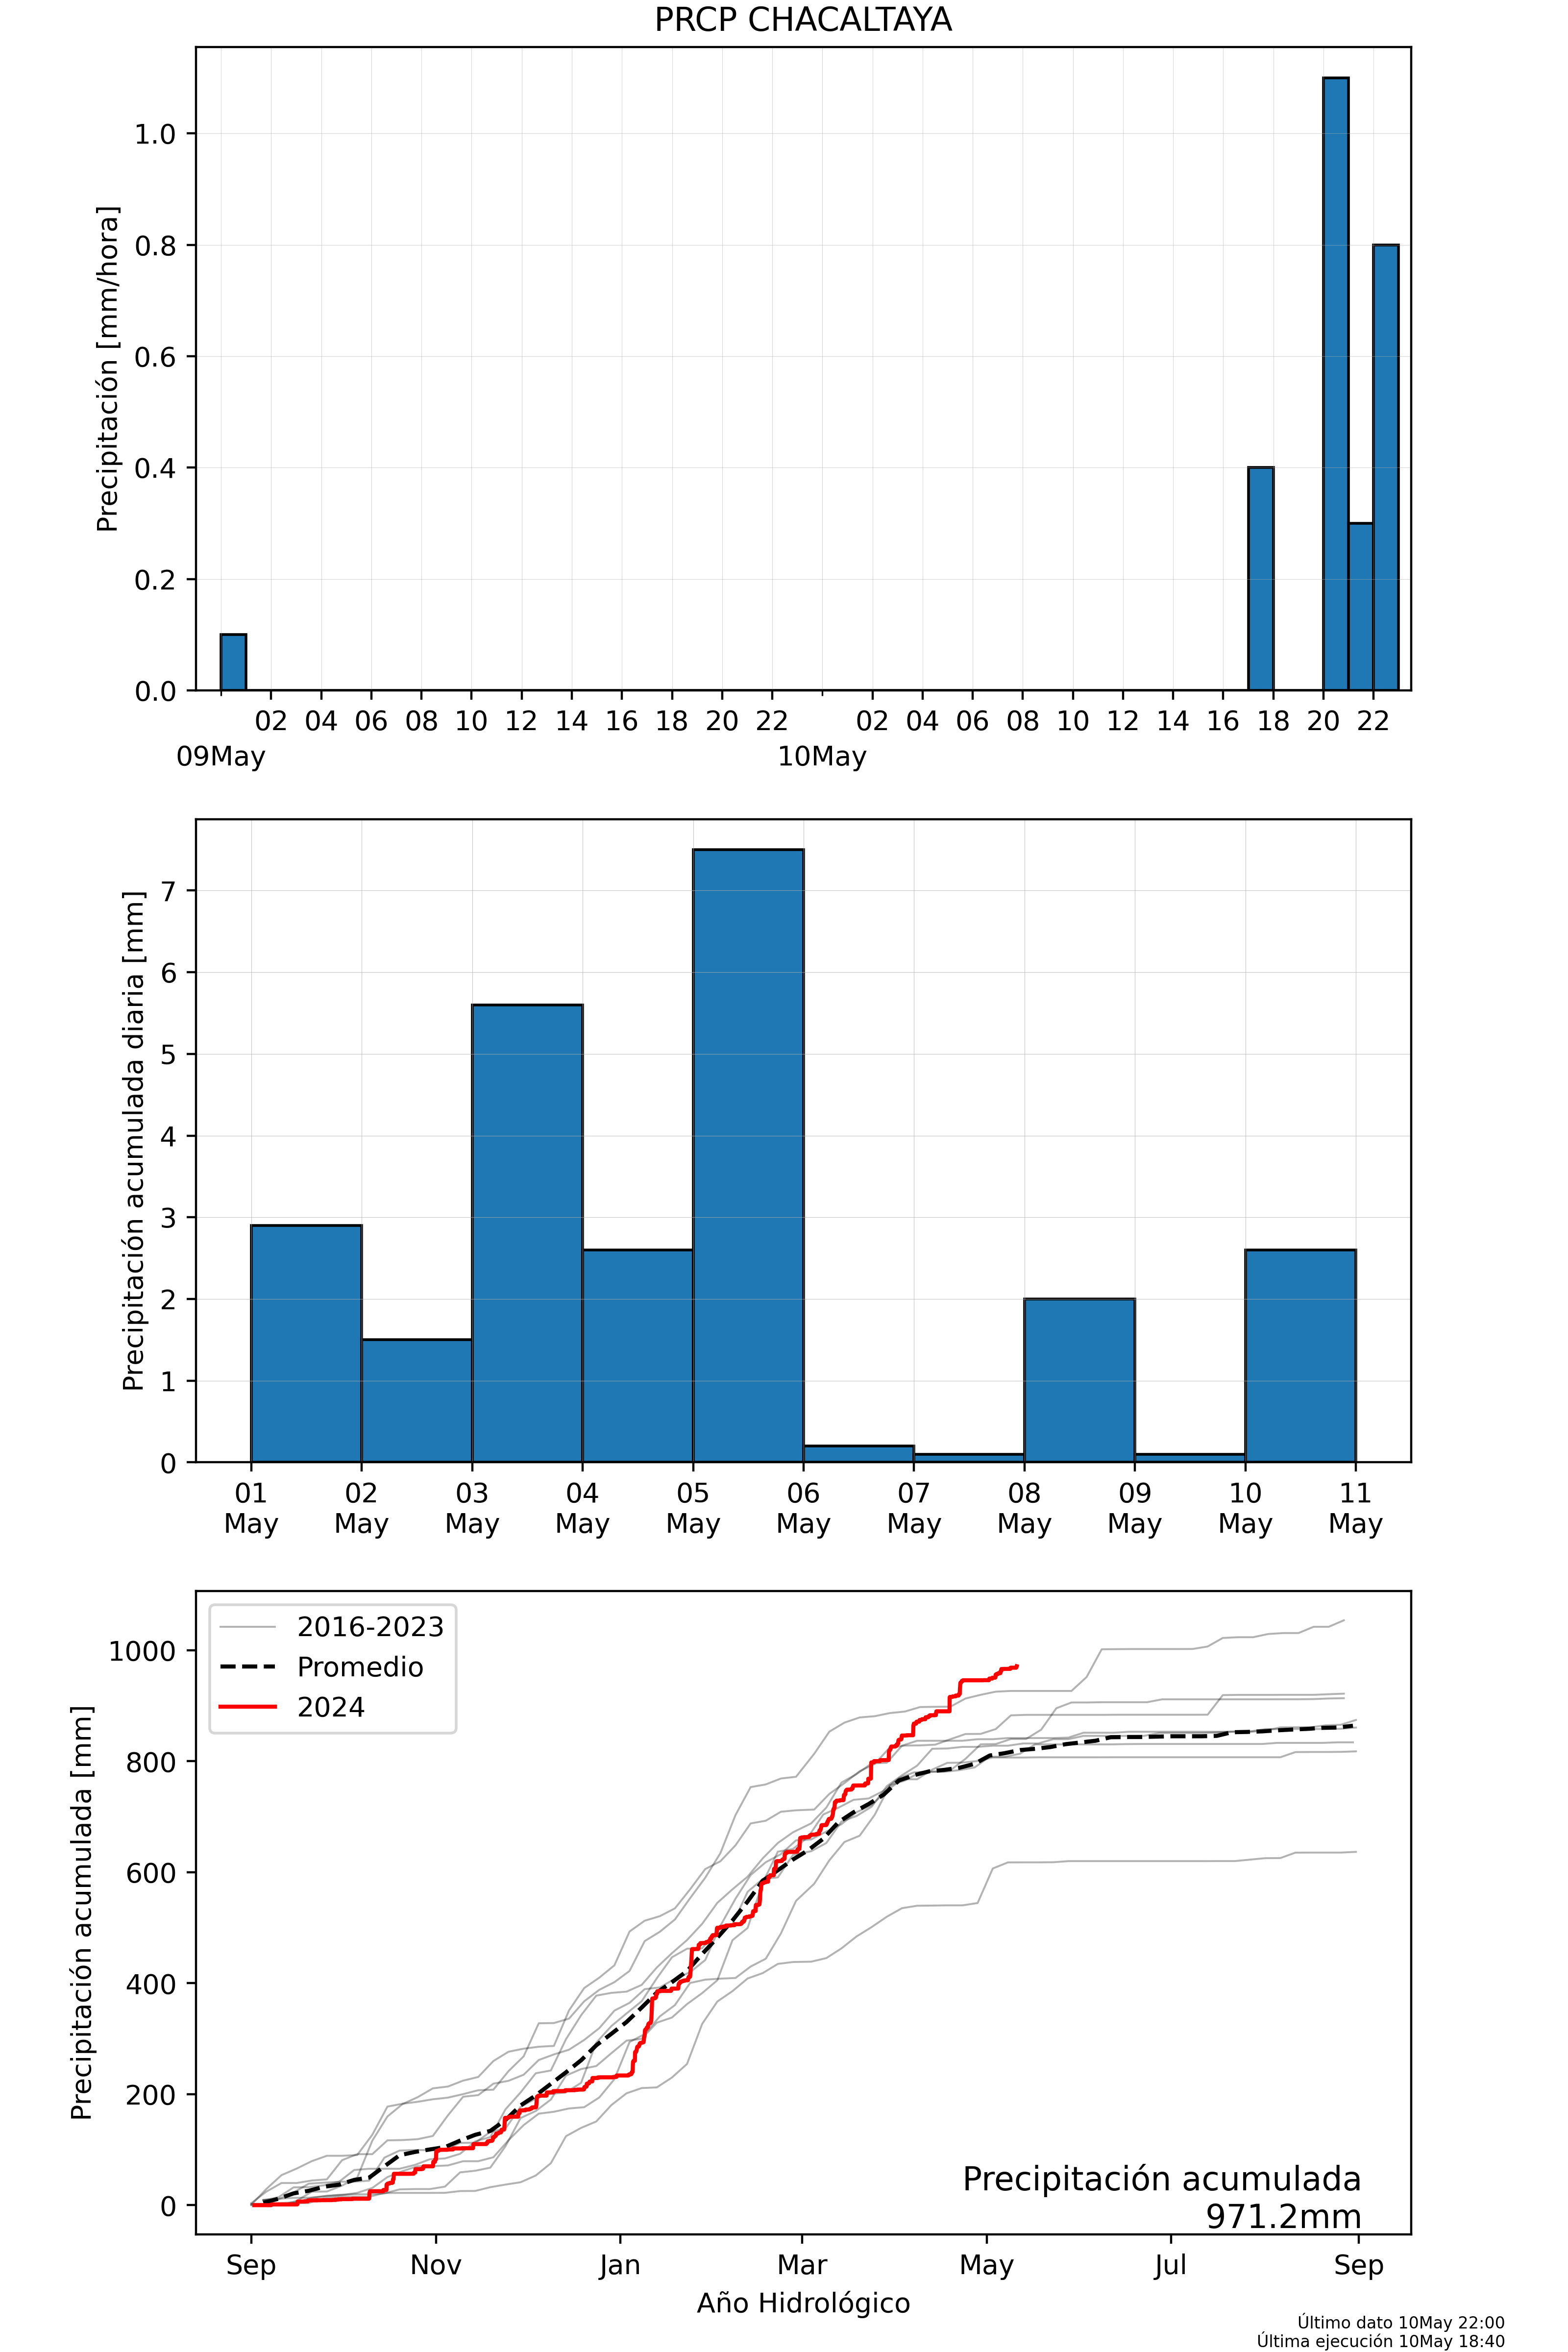 PRCP CHACALTAYA
Precipitación [mm/hora]
1.0
0.8
0.6
0.4
0.2
0.0
02 04 06 08 10 12 14 16 18 20 22 02 04 06 08 10 12 14 16 18 20 22
09May 10May
Precipitación acumulada diaria [mm]
7
6
5
4
3
2
1
0
01 02 03 04 05 06 07 08 09 10 11
May May May May May May May May May May May
Precipitación acumulada [mm]
1000
800
600
400
200
0
2016-2023
Promedio
2024
Precipitación acumulada
971.2mm
Sep Nov Jan Mar May Jul Sep
Año Hidrológico
Último dato 10May 22:00
Última ejecución 10May 18:40